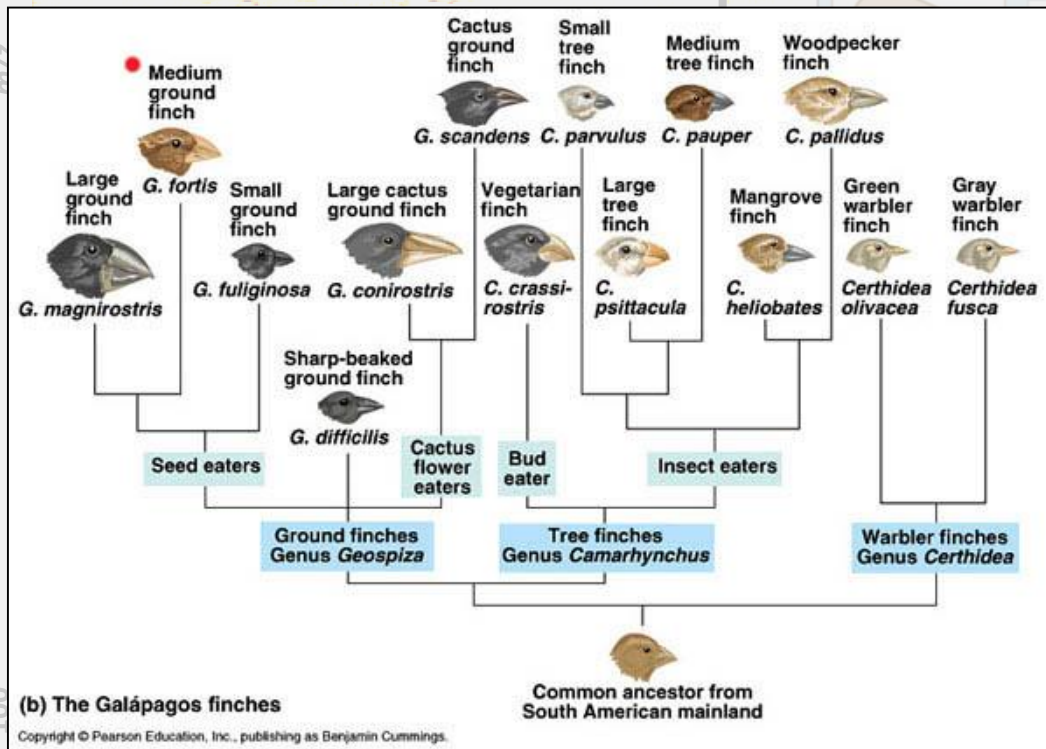 Medium
ground
finch
G. fortis
Large
ground
finch
G. magnirostris
Small
ground
finch
G. fuliginosa
Large cactus
ground finch
G. conirostris
Cactus
ground
finch
G. scandens
Vegetarian
finch
C. crassi-
rostris
Small
tree
finch
C. parvulus
Large
tree
finch
C.
psittacula
Medium
tree finch
C. pauper
Mangrove
finch
C.
heliobates
Woodpecker
finch
C. pallidus
Green
warbler
finch
Certhidea
olivacea
Gray
warbler
finch
Certhidea
fusca
Sharp-beaked
ground finch
G. difficilis
Seed eaters
Cactus
flower
eaters
Bud
eater
Insect eaters
Ground finches
Genus Geospiza
Tree finches
Genus Camarhynchus
Warbler finches
Genus Certhidea
Common ancestor from
South American mainland
(b) The Galápagos finches
Copyright © Pearson Education, Inc., publishing as Benjamin Cummings.